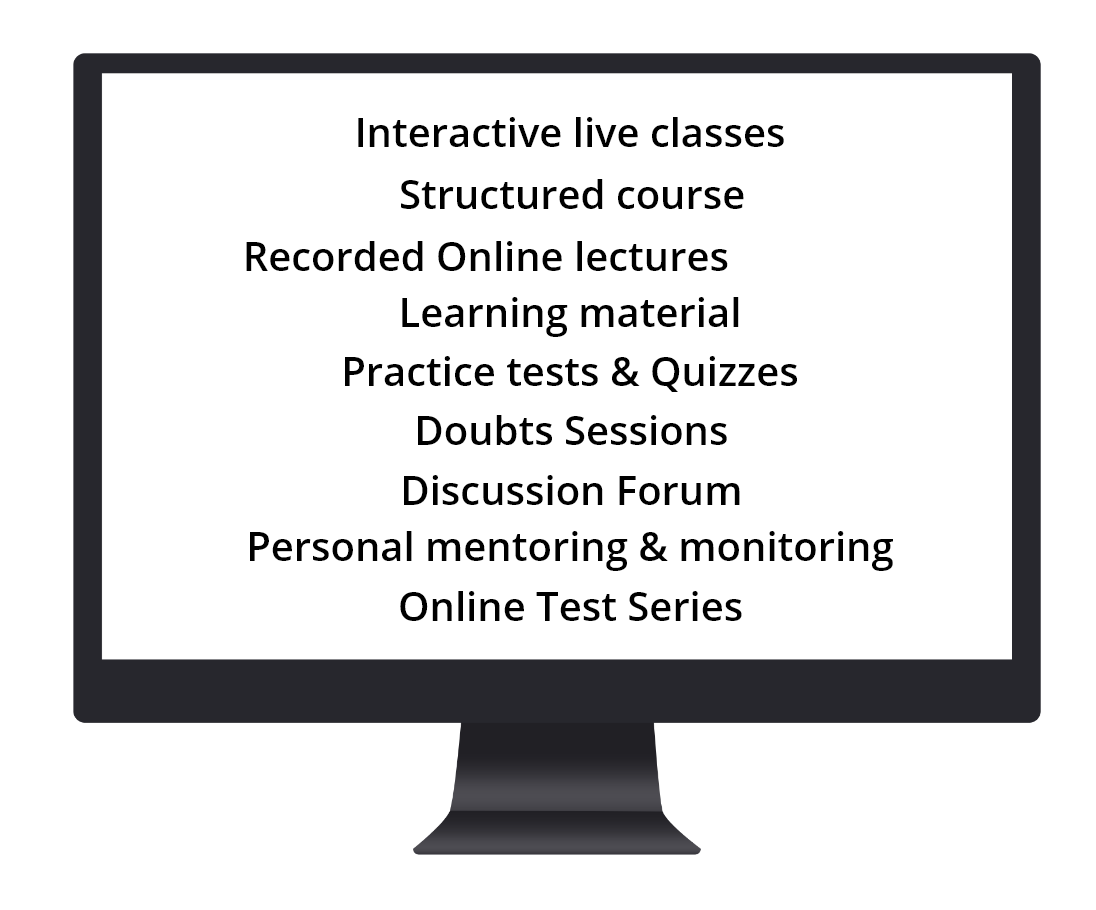 Interactive live classes
Structured course
Recorded Online lectures
Learning material
Practice tests & Quizzes
Doubts Sessions
Discussion Forum
Personal mentoring & monitoring
Online Test Series